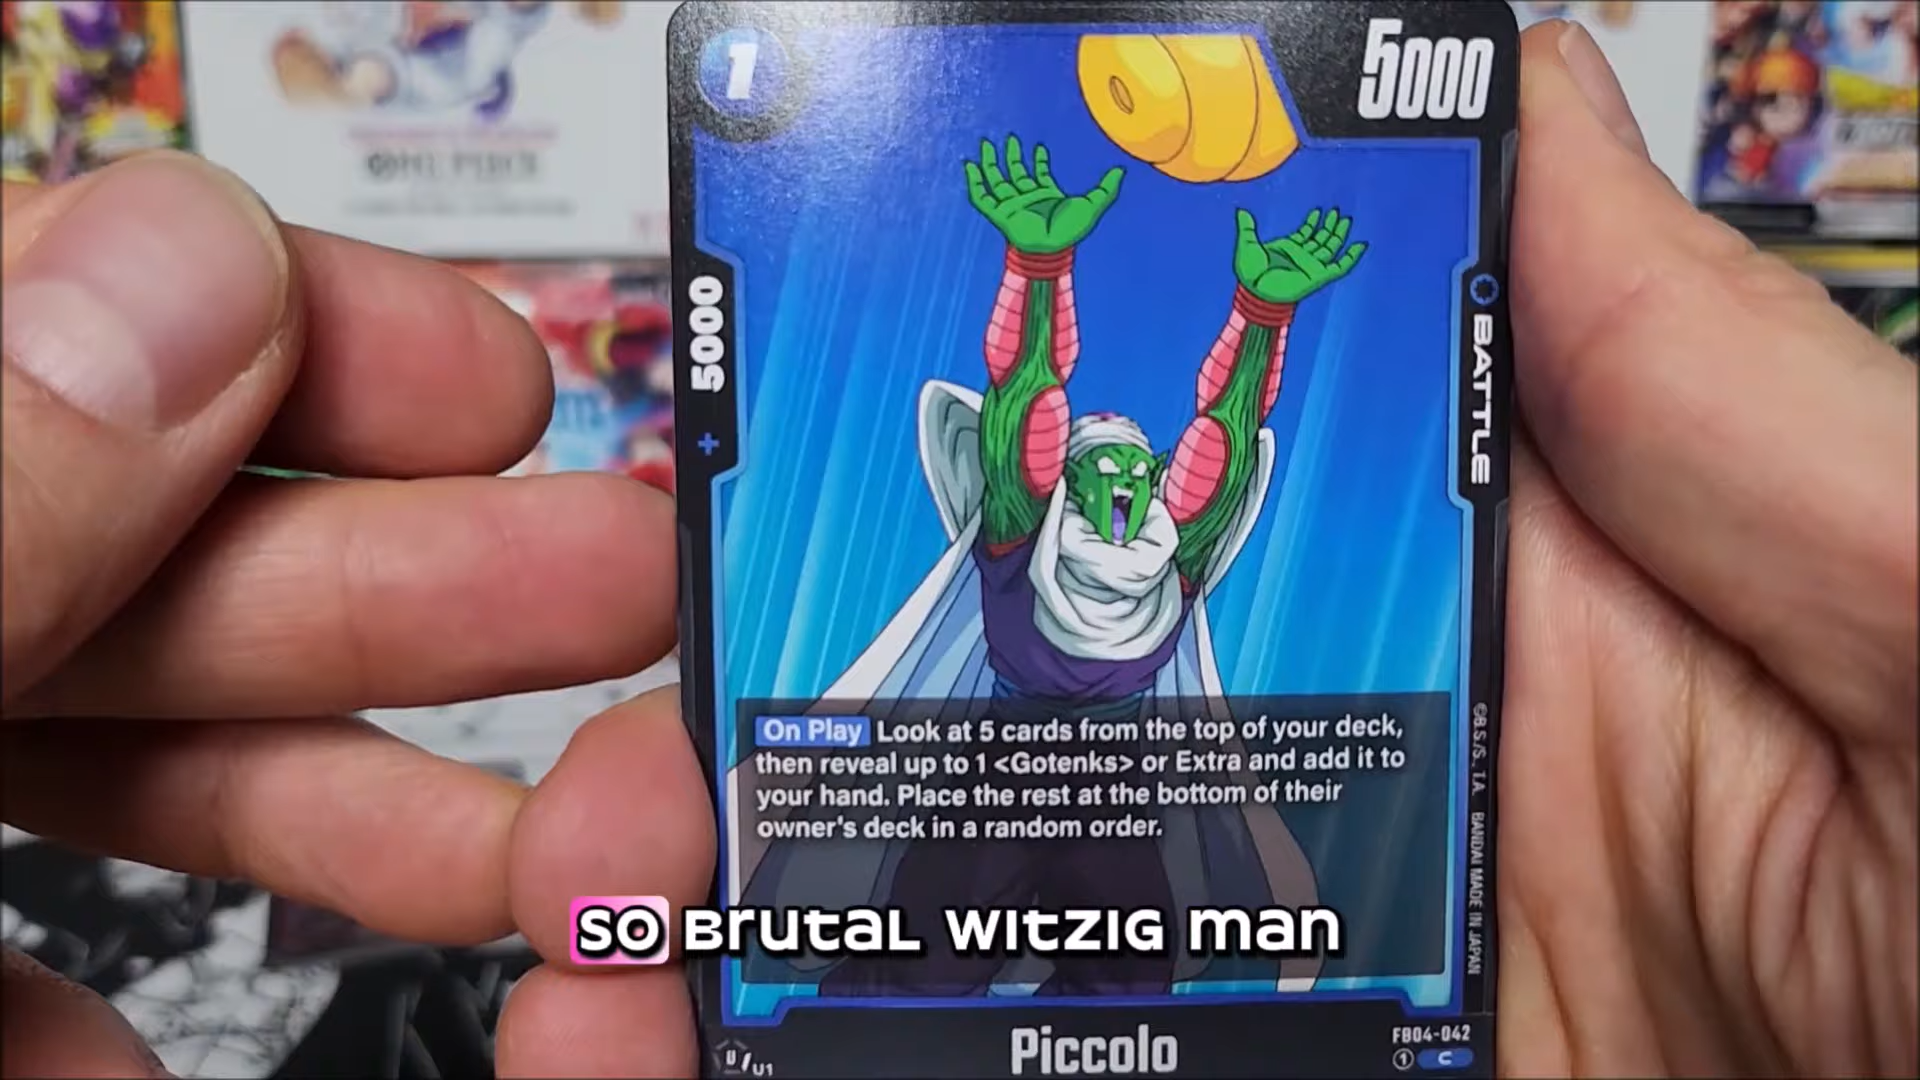 1
5000
5000
+
BATTLE
On Play Look at 5 cards from the top of your deck,
then reveal up to 1 <Gotenks> or Extra and add it to
your hand. Place the rest at the bottom of their
owner's deck in a random order.
©B.S./S., T.A. BANDAI MADE IN JAPAN
SO BRUTAL WITZIG MAN
Piccolo
FB04-042
1 C
U/U1
ONE PIECE